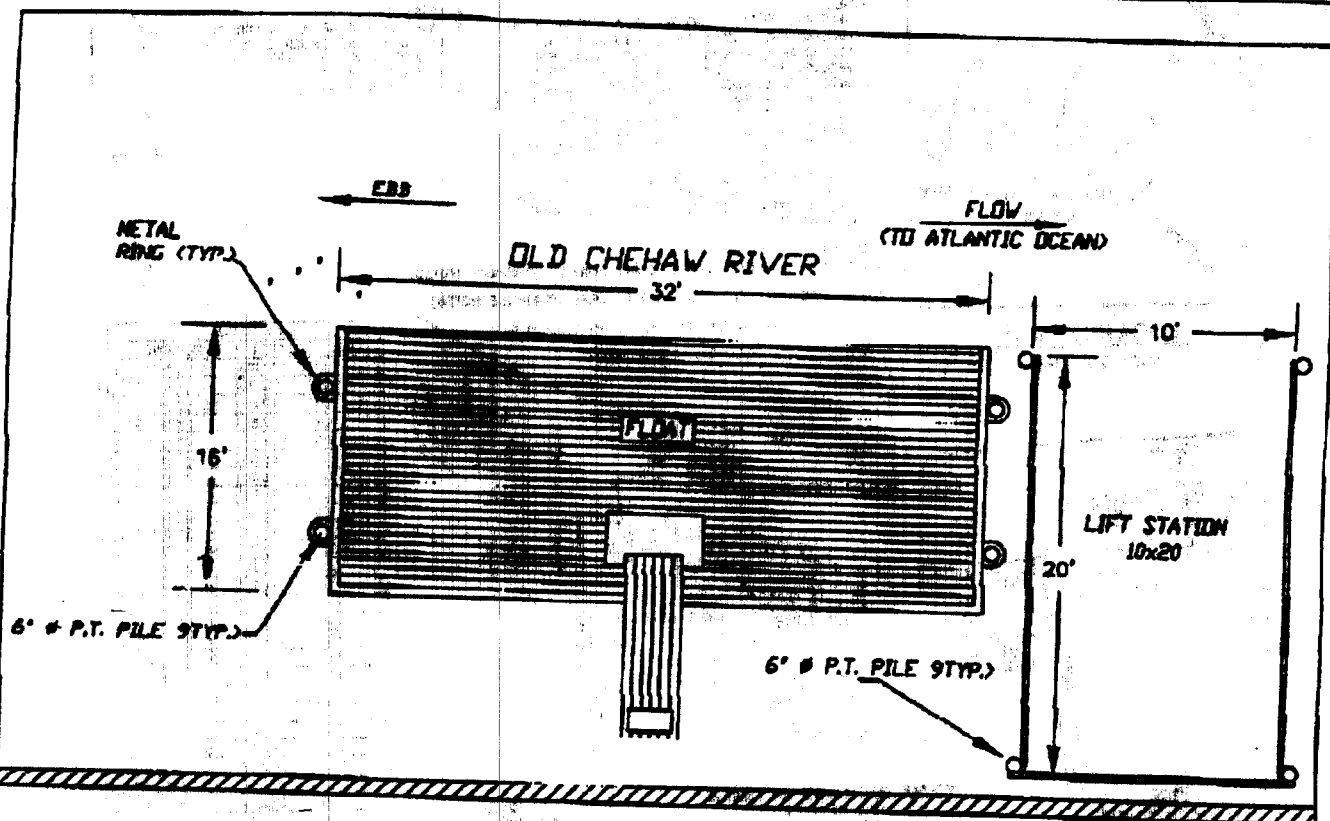 EBB
FLOW
(TO ATLANTIC OCEAN)
METAL
RING (TYP.)
OLD CHEHAW RIVER
32'
10'
16'
FLOAT
LIFT STATION
10x20
20'
6" ø P.T. PILE 9TYP.)
6" ø P.T. PILE 9TYP.)